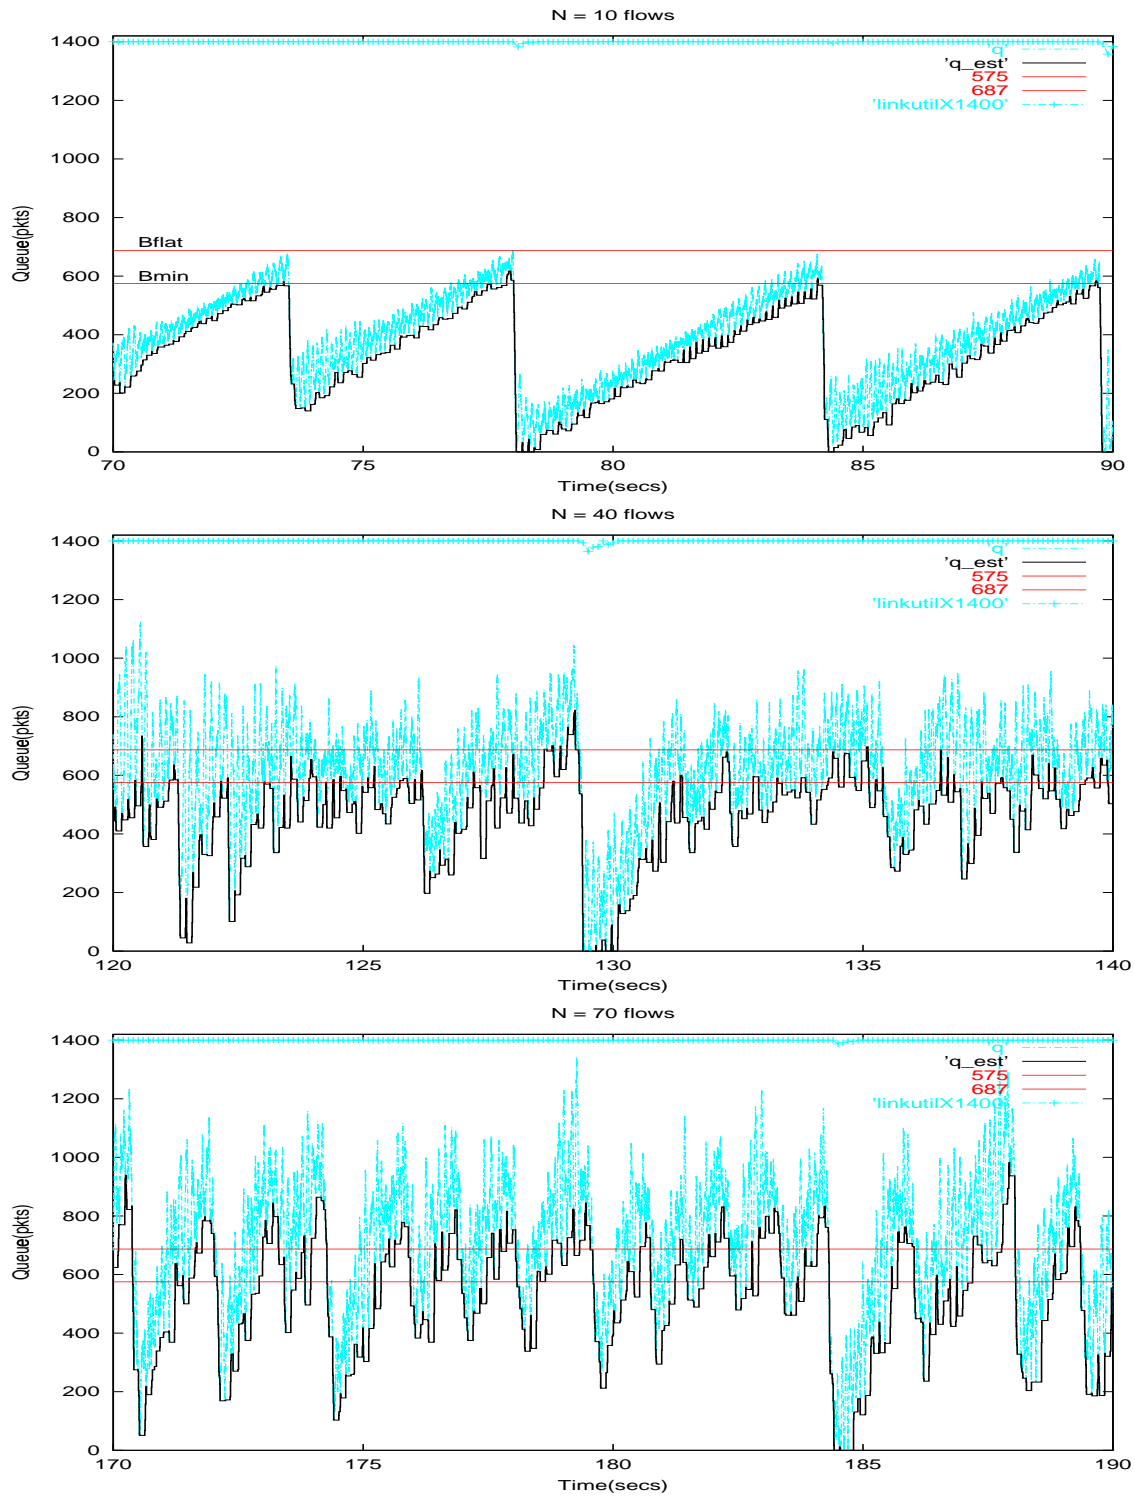 N = 10 flows
1400
1200
1000
800
600
400
200
0
Queue(pkts)
'q'
'q_est'
575
687
'linkutilX1400'
Bflat
Bmin
70
75
80
85
90
Time(secs)
N = 40 flows
1400
1200
1000
800
600
400
200
0
Queue(pkts)
'q'
'q_est'
575
687
'linkutilX1400'
120
125
130
135
140
Time(secs)
N = 70 flows
1400
1200
1000
800
600
400
200
0
Queue(pkts)
'q'
'q_est'
575
687
'linkutilX1400'
170
175
180
185
190
Time(secs)